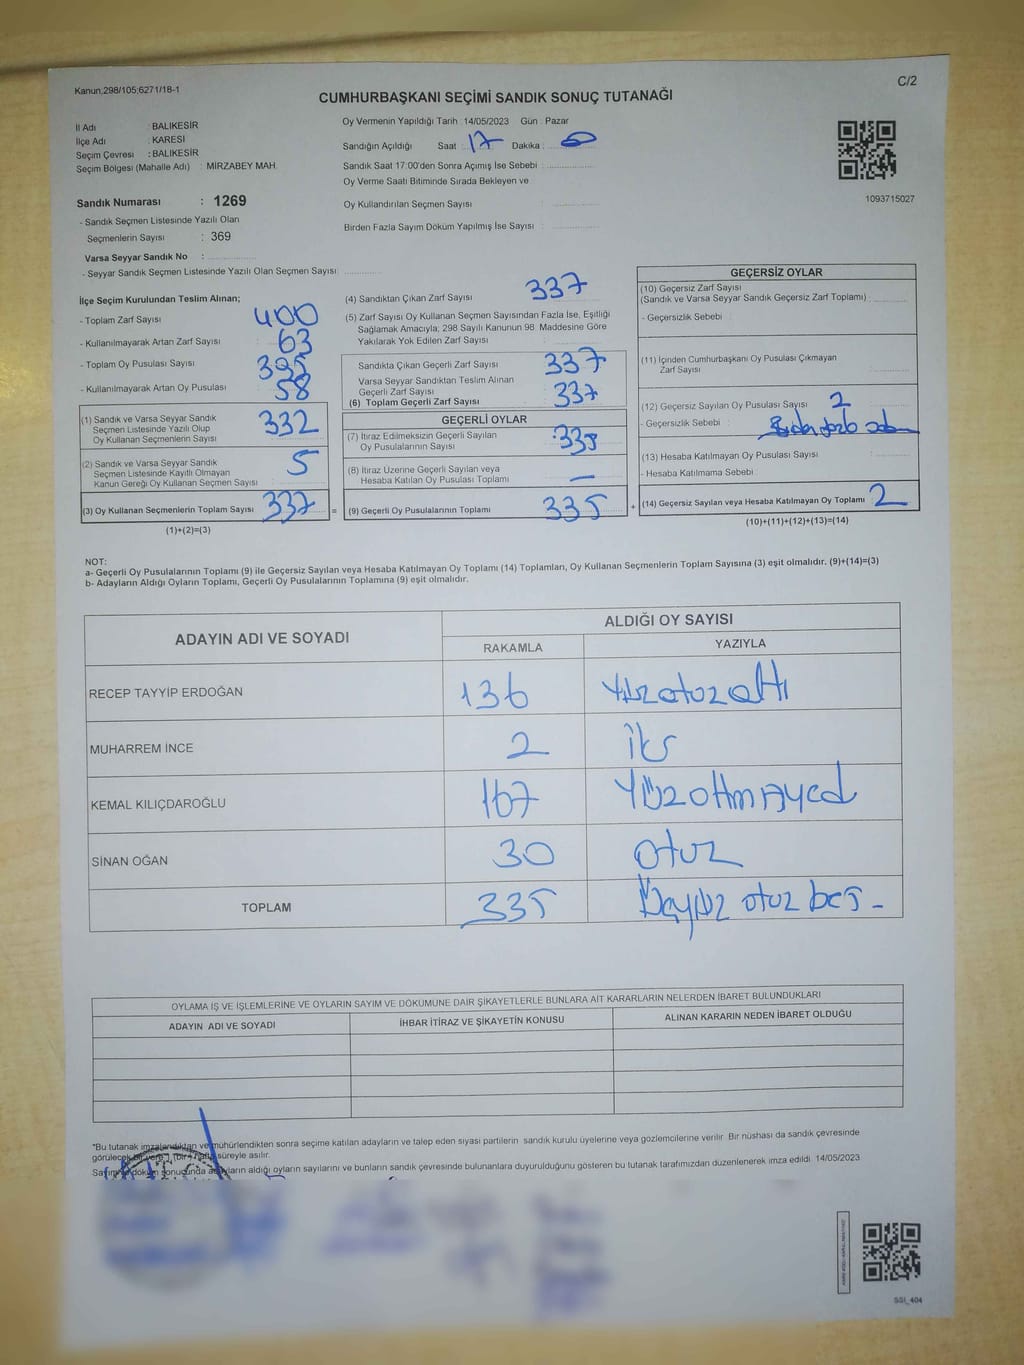 Kanun.298/105;6271/18-1
C/2
CUMHURBAŞKANI SEÇİMİ SANDIK SONUÇ TUTANAĞI
İl Adı : BALIKESİR
İlçe Adı : KARESİ
Seçim Çevresi : BALIKESİR
Seçim Bölgesi (Mahalle Adı) : MİRZABEY MAH.
Oy Vermenin Yapıldığı Tarih :14/05/2023 Gün : Pazar
Sandığın Açıldığı Saat : 17 Dakika : 0
Sandık Saat 17:00'den Sonra Açımış İse Sebebi :
Oy Verme Saati Bitiminde Sırada Bekleyen ve
Oy Kullandırılan Seçmen Sayısı :
Birden Fazla Sayım Döküm Yapılmış İse Sayısı :
1093715027
Sandık Numarası : 1269
- Sandık Seçmen Listesinde Yazılı Olan
Seçmenlerin Sayısı : 369
Varsa Seyyar Sandık No :
- Seyyar Sandık Seçmen Listesinde Yazılı Olan Seçmen Sayısı:
İlçe Seçim Kurulundan Teslim Alınan;
- Toplam Zarf Sayısı : 400
- Kullanılmayarak Artan Zarf Sayısı : 63
- Toplam Oy Pusulası Sayısı : 395
- Kullanılmayarak Artan Oy Pusulası : 58
(1) Sandık ve Varsa Seyyar Sandık
Seçmen Listesinde Yazılı Olup
Oy Kullanan Seçmenlerin Sayısı : 332
(2) Sandık ve Varsa Seyyar Sandık
Seçmen Listesinde Kayıtlı Olmayan
Kanun Gereği Oy Kullanan Seçmen Sayısı : 5
(3) Oy Kullanan Seçmenlerin Toplam Sayısı : 337
(1)+(2)=(3)
(4) Sandıktan Çıkan Zarf Sayısı : 337
(5) Zarf Sayısı Oy Kullanan Seçmen Sayısından Fazla İse, Eşitliği
Sağlamak Amacıyla, 298 Sayılı Kanunun 98. Maddesine Göre
Yakılarak Yok Edilen Zarf Sayısı :
Sandıkta Çıkan Geçerli Zarf Sayısı : 337
Varsa Seyyar Sandıktan Teslim Alınan
Geçerli Zarf Sayısı : 337
(6) Toplam Geçerli Zarf Sayısı :
GEÇERLİ OYLAR
(7) İtiraz Edilmeksizin Geçerli Sayılan
Oy Pusulalarının Toplamı : 335
(8) İtiraz Üzerine Geçerli Sayılan veya
Hesaba Katılan Oy Pusulası Toplamı : —
= (9) Geçerli Oy Pusulalarının Toplamı : 335 +
GEÇERSİZ OYLAR
(10) Geçersiz Zarf Sayısı
(Sandık ve Varsa Seyyar Sandık Geçersiz Zarf Toplamı) :
- Geçersizlik Sebebi :
(11) İçinden Cumhurbaşkanı Oy Pusulası Çıkmayan
Zarf Sayısı :
(12) Geçersiz Sayılan Oy Pusulası Sayısı : 2
- Geçersizlik Sebebi :
(13) Hesaba Katılmayan Oy Pusulası Sayısı :
- Hesaba Katılmama Sebebi :
(14) Geçersiz Sayılan veya Hesaba Katılmayan Oy Toplamı : 2
(10)+(11)+(12)+(13)=(14)
NOT:
a- Geçerli Oy Pusulalarının Toplamı (9) ile Geçersiz Sayılan veya Hesaba Katılmayan Oy Toplamı (14) Toplamları, Oy Kullanan Seçmenlerin Toplam Sayısına (3) eşit olmalıdır. (9)+(14)=(3)
b- Adayların Aldığı Oyların Toplamı, Geçerli Oy Pusulalarının Toplamına (9) eşit olmalıdır.
ADAYIN ADI VE SOYADI
ALDIĞI OY SAYISI
RAKAMLA YAZIYLA
RECEP TAYYİP ERDOĞAN 136 Yüzotuzaltı
MUHARREM İNCE 2 iki
KEMAL KILIÇDAROĞLU 167 Yüzaltmışyedi
SİNAN OĞAN 30 otuz
TOPLAM 335 Üçyüz otuz beş -
OYLAMA İŞ VE İŞLEMLERİNE VE OYLARIN SAYIM VE DÖKÜMÜNE DAİR ŞİKAYETLERLE BUNLARA AİT KARARLARIN NELERDEN İBARET BULUNDUKLARI
ADAYIN ADI VE SOYADI İHBAR İTİRAZ VE ŞİKAYETİN KONUSU ALINAN KARARIN NEDEN İBARET OLDUĞU
*Bu tutanak imzalandıktan ve mühürlendikten sonra seçime katılan adayların ve talep eden siyasi partilerin sandık kurulu üyelerine veya gözlemcilerine verilir. Bir nüshası da sandık çevresinde
görülecek bir yere 1 (bir) hafta süreyle asılır.
Sayım ve döküm sonucunda adayların aldığı oyların sayılarını ve bunların sandık çevresinde bulunanlara duyurulduğunu gösteren bu tutanak tarafımızdan düzenlenerek imza edildi. 14/05/2023
SSI_404